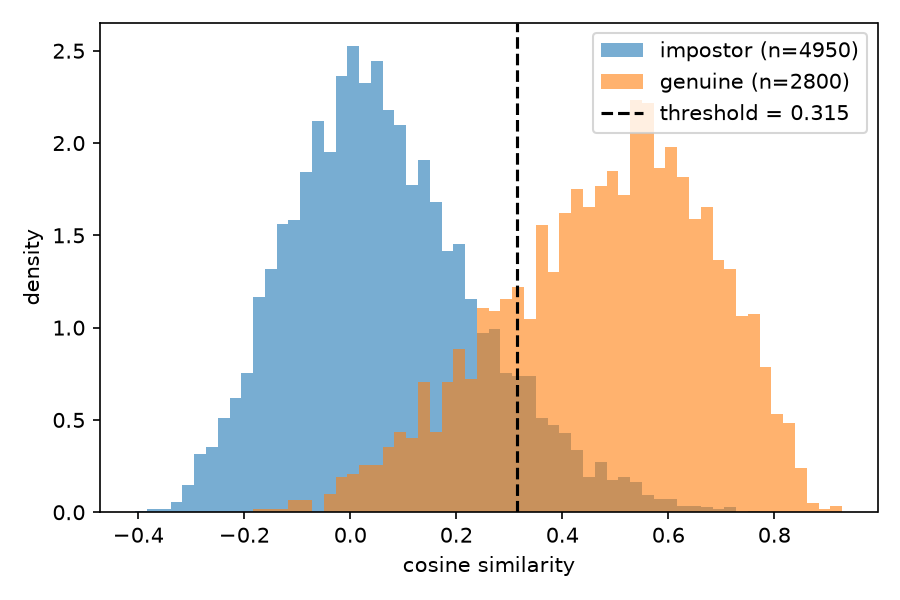 impostor (n=4950)
genuine (n=2800)
threshold = 0.315
density
2.5
2.0
1.5
1.0
0.5
0.0
−0.4 −0.2 0.0 0.2 0.4 0.6 0.8
cosine similarity